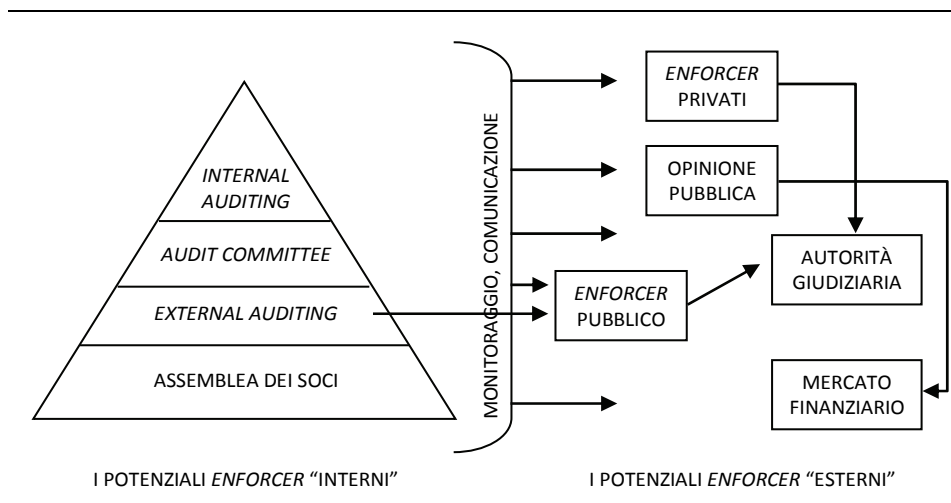 INTERNAL
AUDITING
AUDIT COMMITTEE
EXTERNAL AUDITING
ASSEMBLEA DEI SOCI
MONITORAGGIO, COMUNICAZIONE
ENFORCER
PRIVATI
OPINIONE
PUBBLICA
AUTORITÀ
GIUDIZIARIA
ENFORCER
PUBBLICO
MERCATO
FINANZIARIO
I POTENZIALI ENFORCER “INTERNI”
I POTENZIALI ENFORCER “ESTERNI”